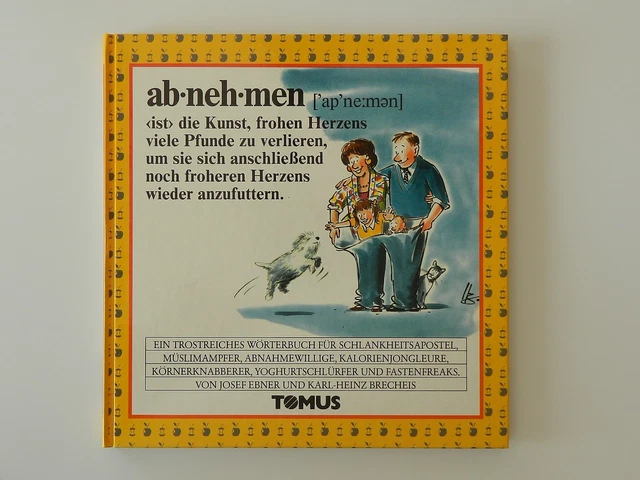 ab·neh·men ['ap'ne:mən]
‹ist› die Kunst, frohen Herzens
viele Pfunde zu verlieren,
um sie sich anschließend
noch froheren Herzens
wieder anzufuttern.
EIN TROSTREICHES WÖRTERBUCH FÜR SCHLANKHEITSAPOSTEL,
MÜSLIMAMPFER, ABNAHMEWILLIGE, KALORIENJONGLEURE,
KÖRNERKNABBERER, YOGHURTSCHLÜRFER UND FASTENFREAKS.
VON JOSEF EBNER UND KARL-HEINZ BRECHEIS
TOMUS